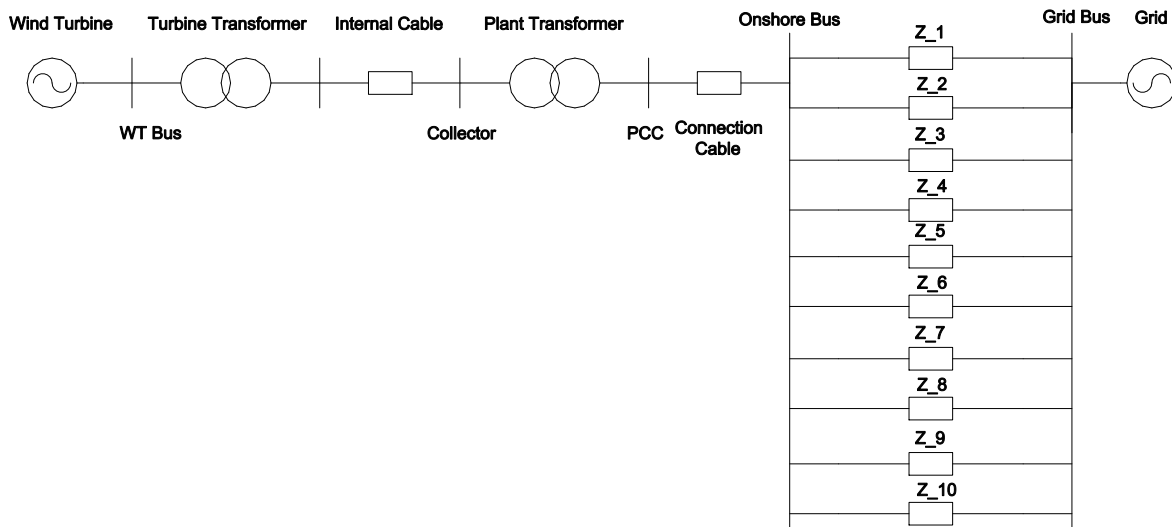 Wind Turbine
Turbine Transformer
Internal Cable
Plant Transformer
Onshore Bus
Grid Bus
Grid
WT Bus
Collector
PCC
Connection
Cable
Z_1
Z_2
Z_3
Z_4
Z_5
Z_6
Z_7
Z_8
Z_9
Z_10